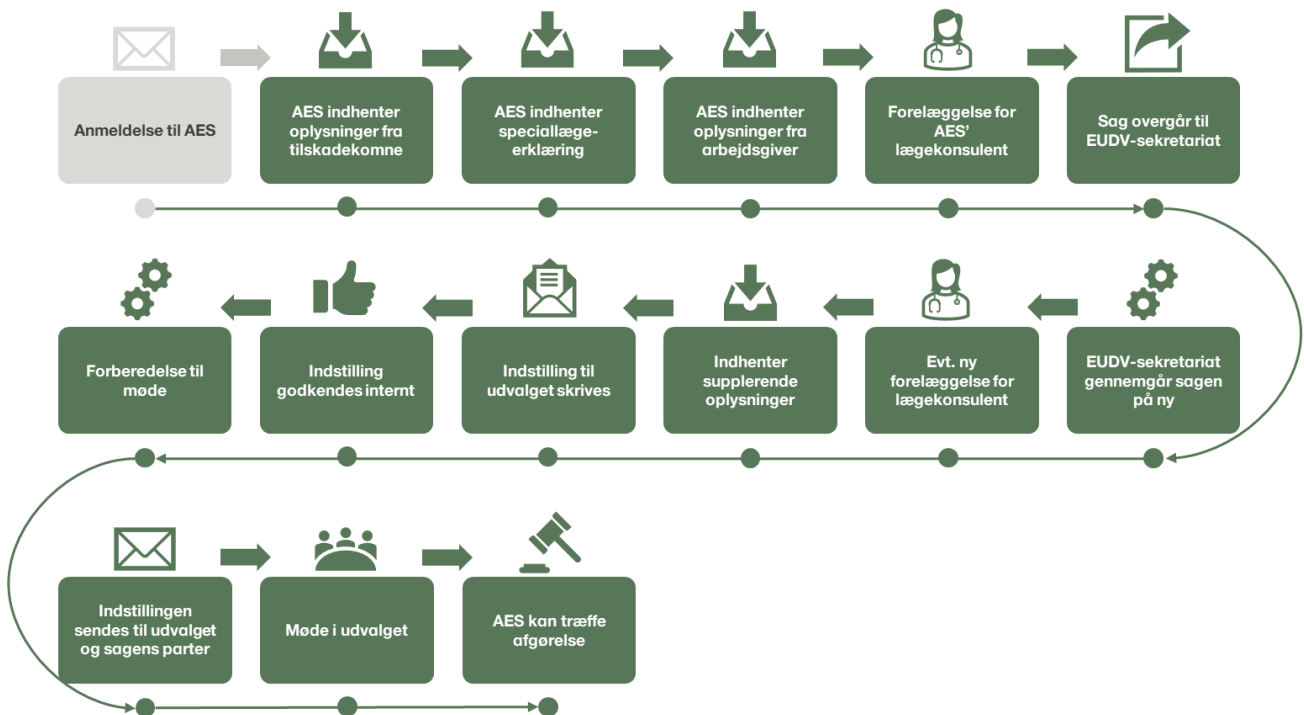 Anmeldelse til AES
AES indhenter
oplysninger fra
tilskadekomne
AES indhenter
speciallæge-
erklæring
AES indhenter
oplysninger fra
arbejdsgiver
Forelæggelse for
AES'
lægekonsulent
Sag overgår til
EUDV-sekretariat
EUDV-sekretariat
gennemgår sagen
på ny
Evt. ny
forelæggelse for
lægekonsulent
Indhenter
supplerende
oplysninger
Indstilling til
udvalget skrives
Indstilling
godkendes internt
Forberedelse til
møde
Indstillingen
sendes til udvalget
og sagens parter
Møde i udvalget
AES kan træffe
afgørelse